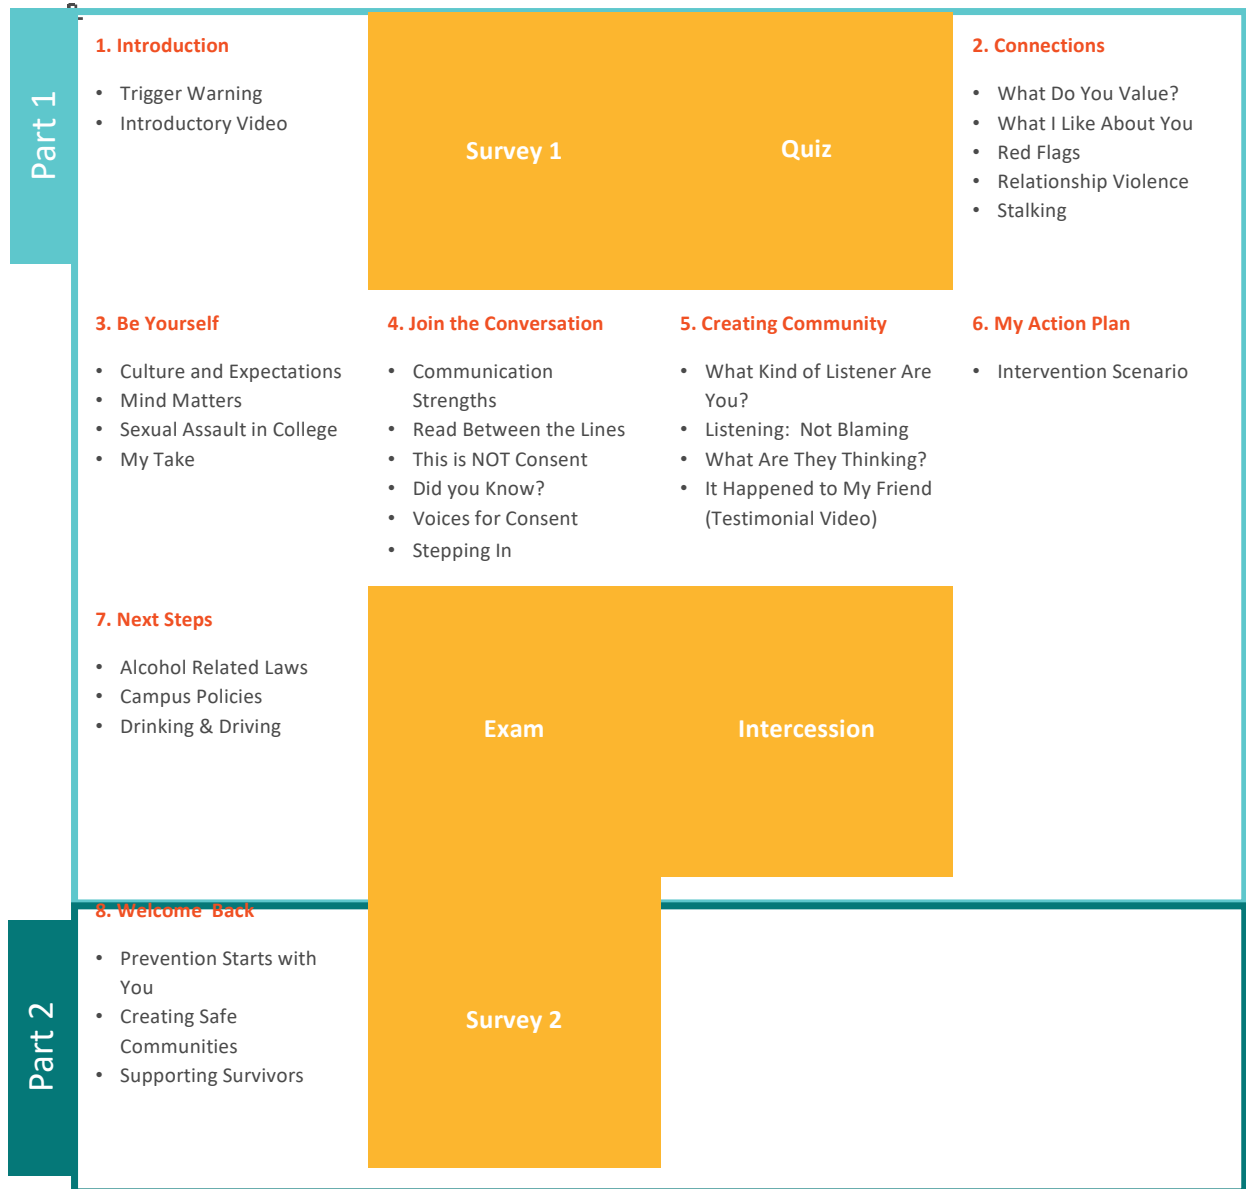 Part 1
1. Introduction
• Trigger Warning
• Introductory Video
Survey 1
Quiz
2. Connections
• What Do You Value?
• What I Like About You
• Red Flags
• Relationship Violence
• Stalking
3. Be Yourself
• Culture and Expectations
• Mind Matters
• Sexual Assault in College
• My Take
4. Join the Conversation
• Communication
Strengths
• Read Between the Lines
• This is NOT Consent
• Did you Know?
• Voices for Consent
• Stepping In
5. Creating Community
• What Kind of Listener Are
You?
• Listening: Not Blaming
• What Are They Thinking?
• It Happened to My Friend
(Testimonial Video)
6. My Action Plan
• Intervention Scenario
7. Next Steps
• Alcohol Related Laws
• Campus Policies
• Drinking & Driving
Exam
Intercession
Part 2
8. Welcome Back
• Prevention Starts with
You
• Creating Safe
Communities
• Supporting Survivors
Survey 2